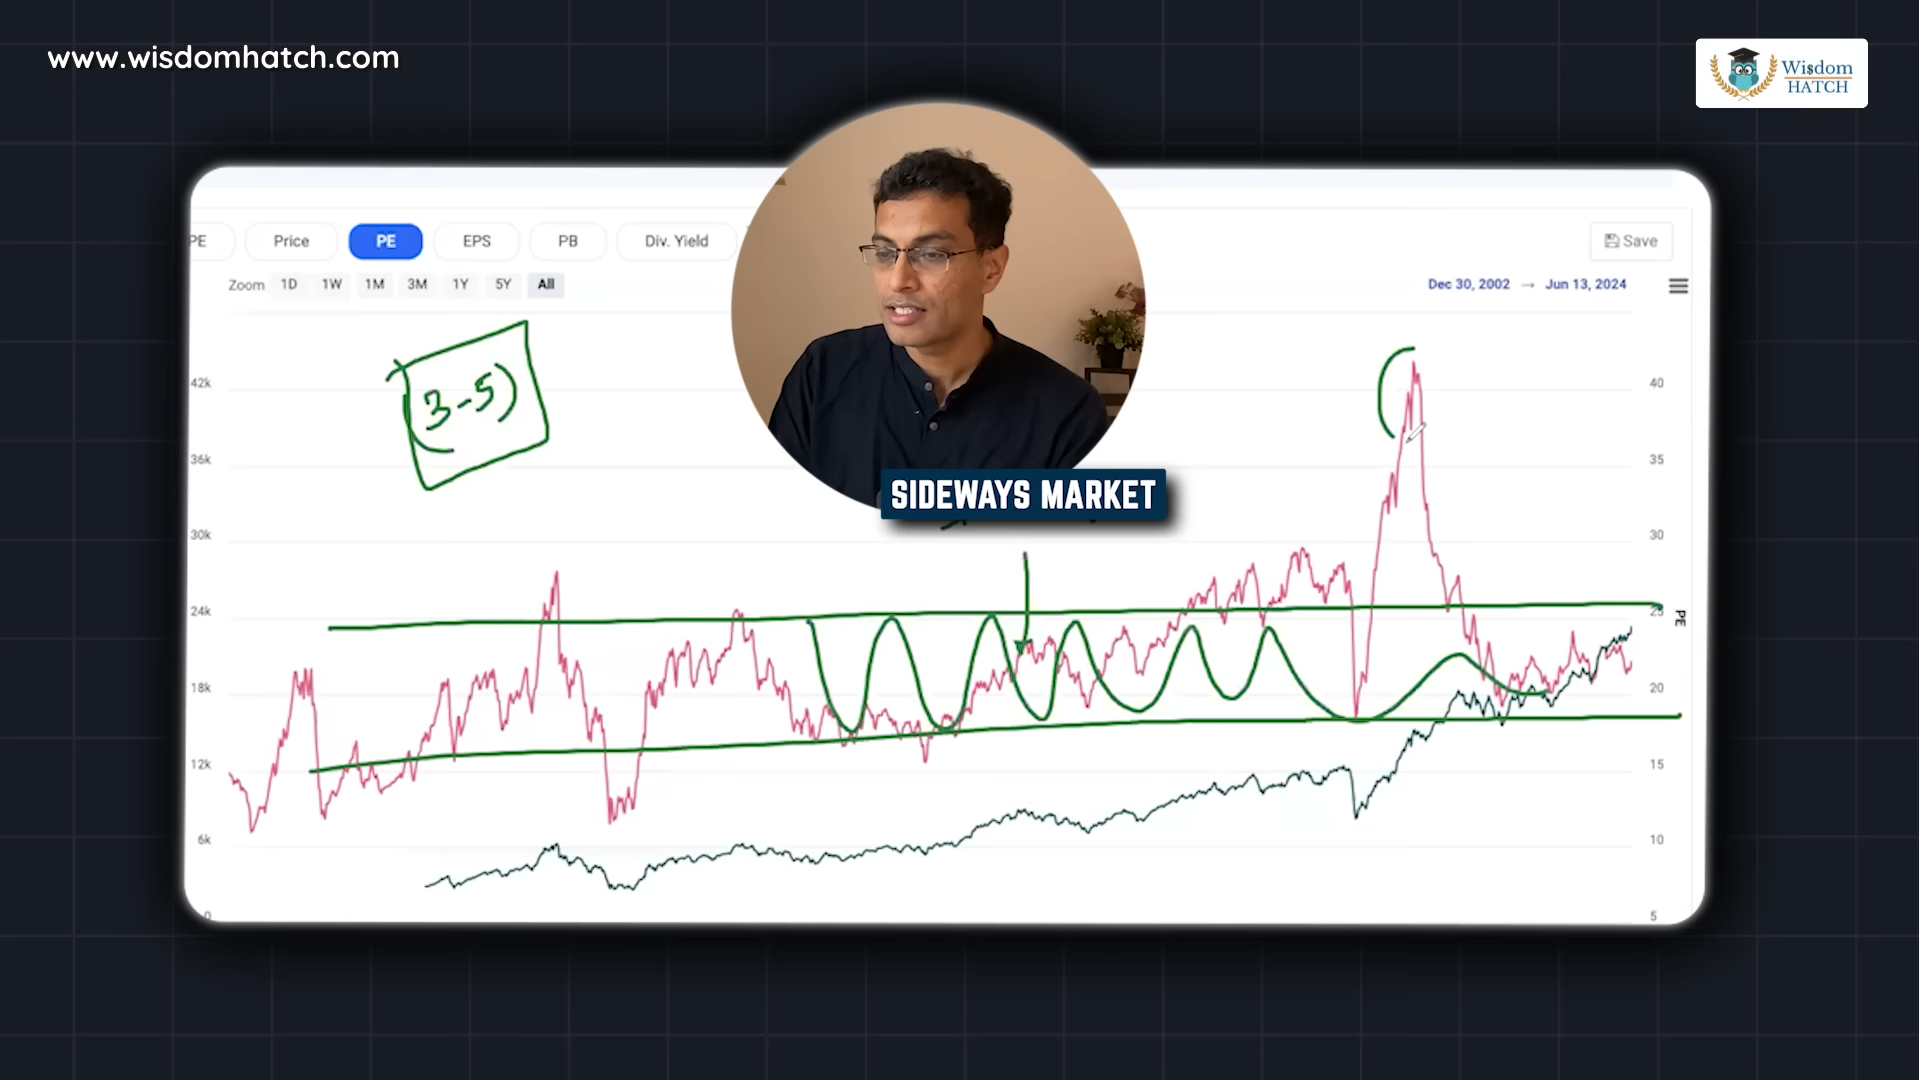 www.wisdomhatch.com
Wi$dom
HATCH
PE
Price
PE
EPS
PB
Div. Yield
Save
Zoom
1D
1W
1M
3M
1Y
5Y
All
Dec 30, 2002 → Jun 13, 2024
(3-5)
SIDEWAYS MARKET
42k
40
36k
35
30k
30
24k
25
PE
18k
20
12k
15
6k
10
0
5